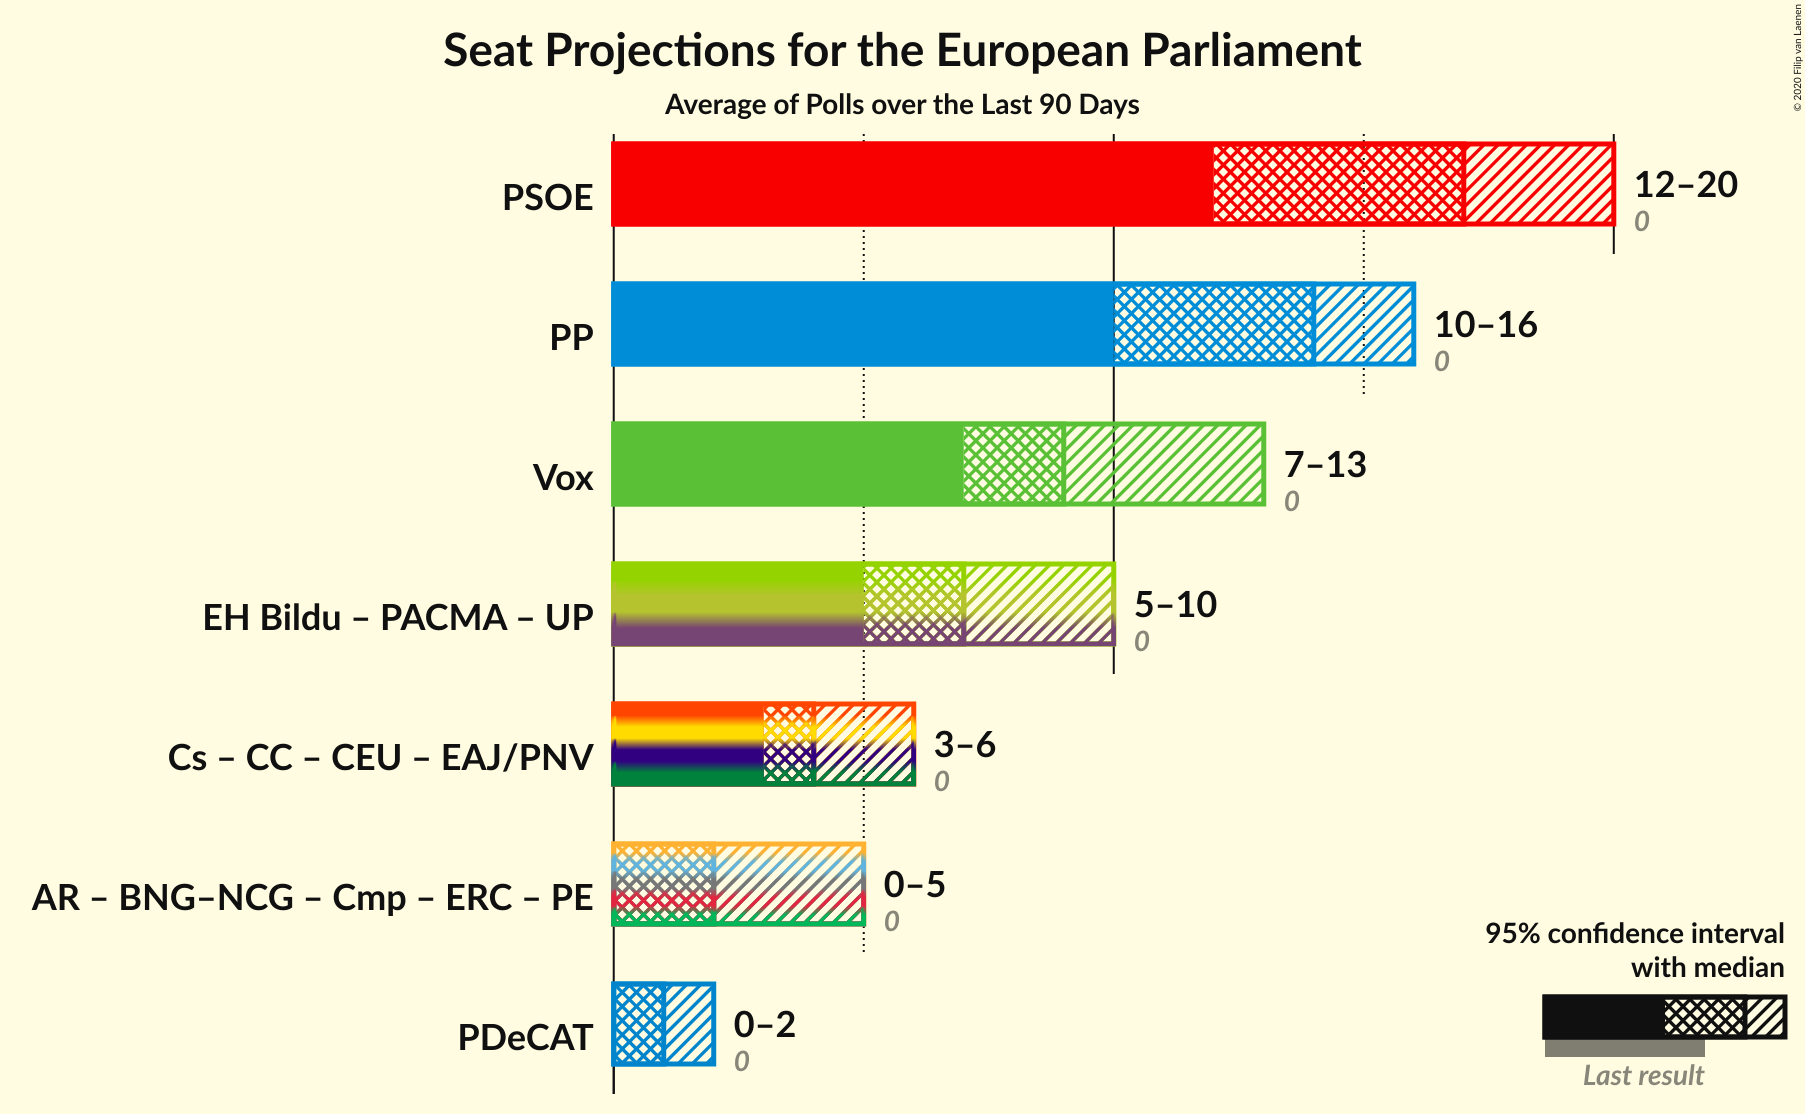 Seat Projections for the European Parliament
Average of Polls over the Last 90 Days
© 2020 Filip van Laenen
PSOE
12–20
0
PP
10–16
0
Vox
7–13
0
EH Bildu – PACMA – UP
5–10
0
Cs – CC – CEU – EAJ/PNV
3–6
0
AR – BNG–NCG – Cmp – ERC – PE
0–5
0
PDeCAT
0–2
0
95% confidence interval
with median
Last result